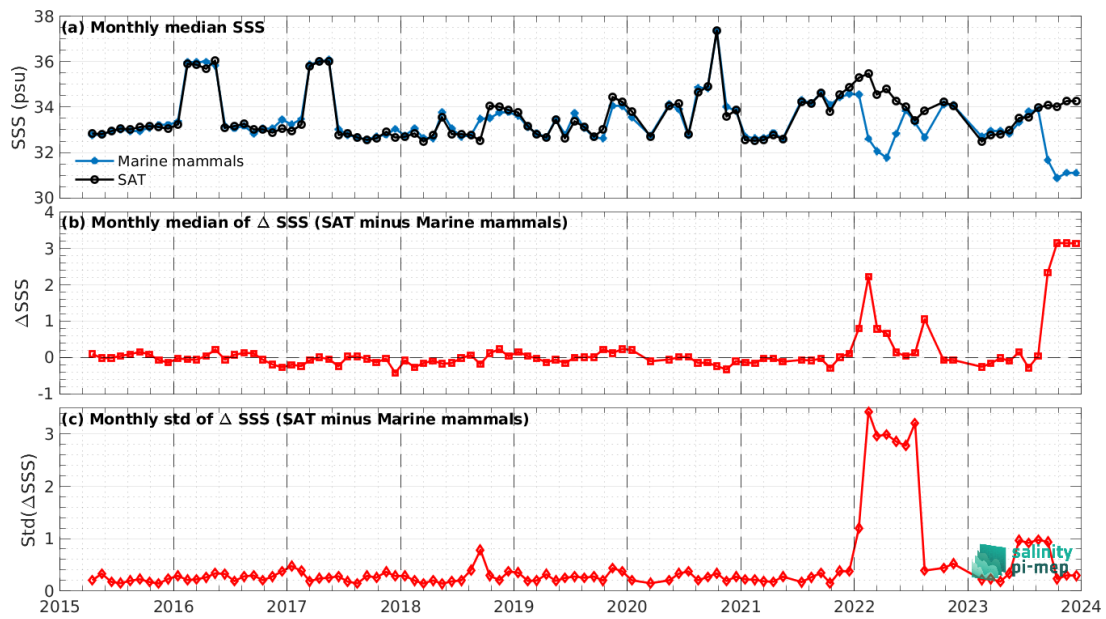 (a) Monthly median SSS
SSS (psu)
38
36
34
32
30
Marine mammals
SAT
(b) Monthly median of Δ SSS (SAT minus Marine mammals)
ΔSSS
4
3
2
1
0
-1
(c) Monthly std of Δ SSS (SAT minus Marine mammals)
Std(ΔSSS)
3
2
1
0
salinity
pi-mep
2015 2016 2017 2018 2019 2020 2021 2022 2023 2024